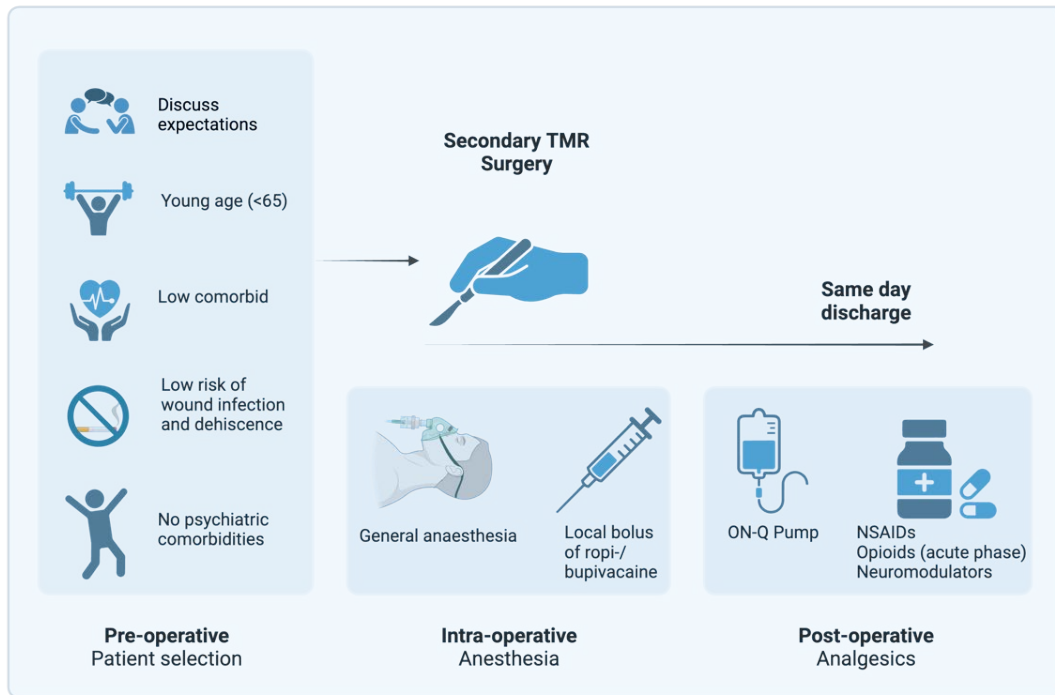 Discuss
expectations
Young age (<65)
Low comorbid
Low risk of
wound infection
and dehiscence
No psychiatric
comorbidities
Pre-operative
Patient selection
Secondary TMR
Surgery
Same day
discharge
General anaesthesia
Local bolus
of ropi-/
bupivacaine
Intra-operative
Anesthesia
ON-Q Pump
NSAIDs
Opioids (acute phase)
Neuromodulators
Post-operative
Analgesics